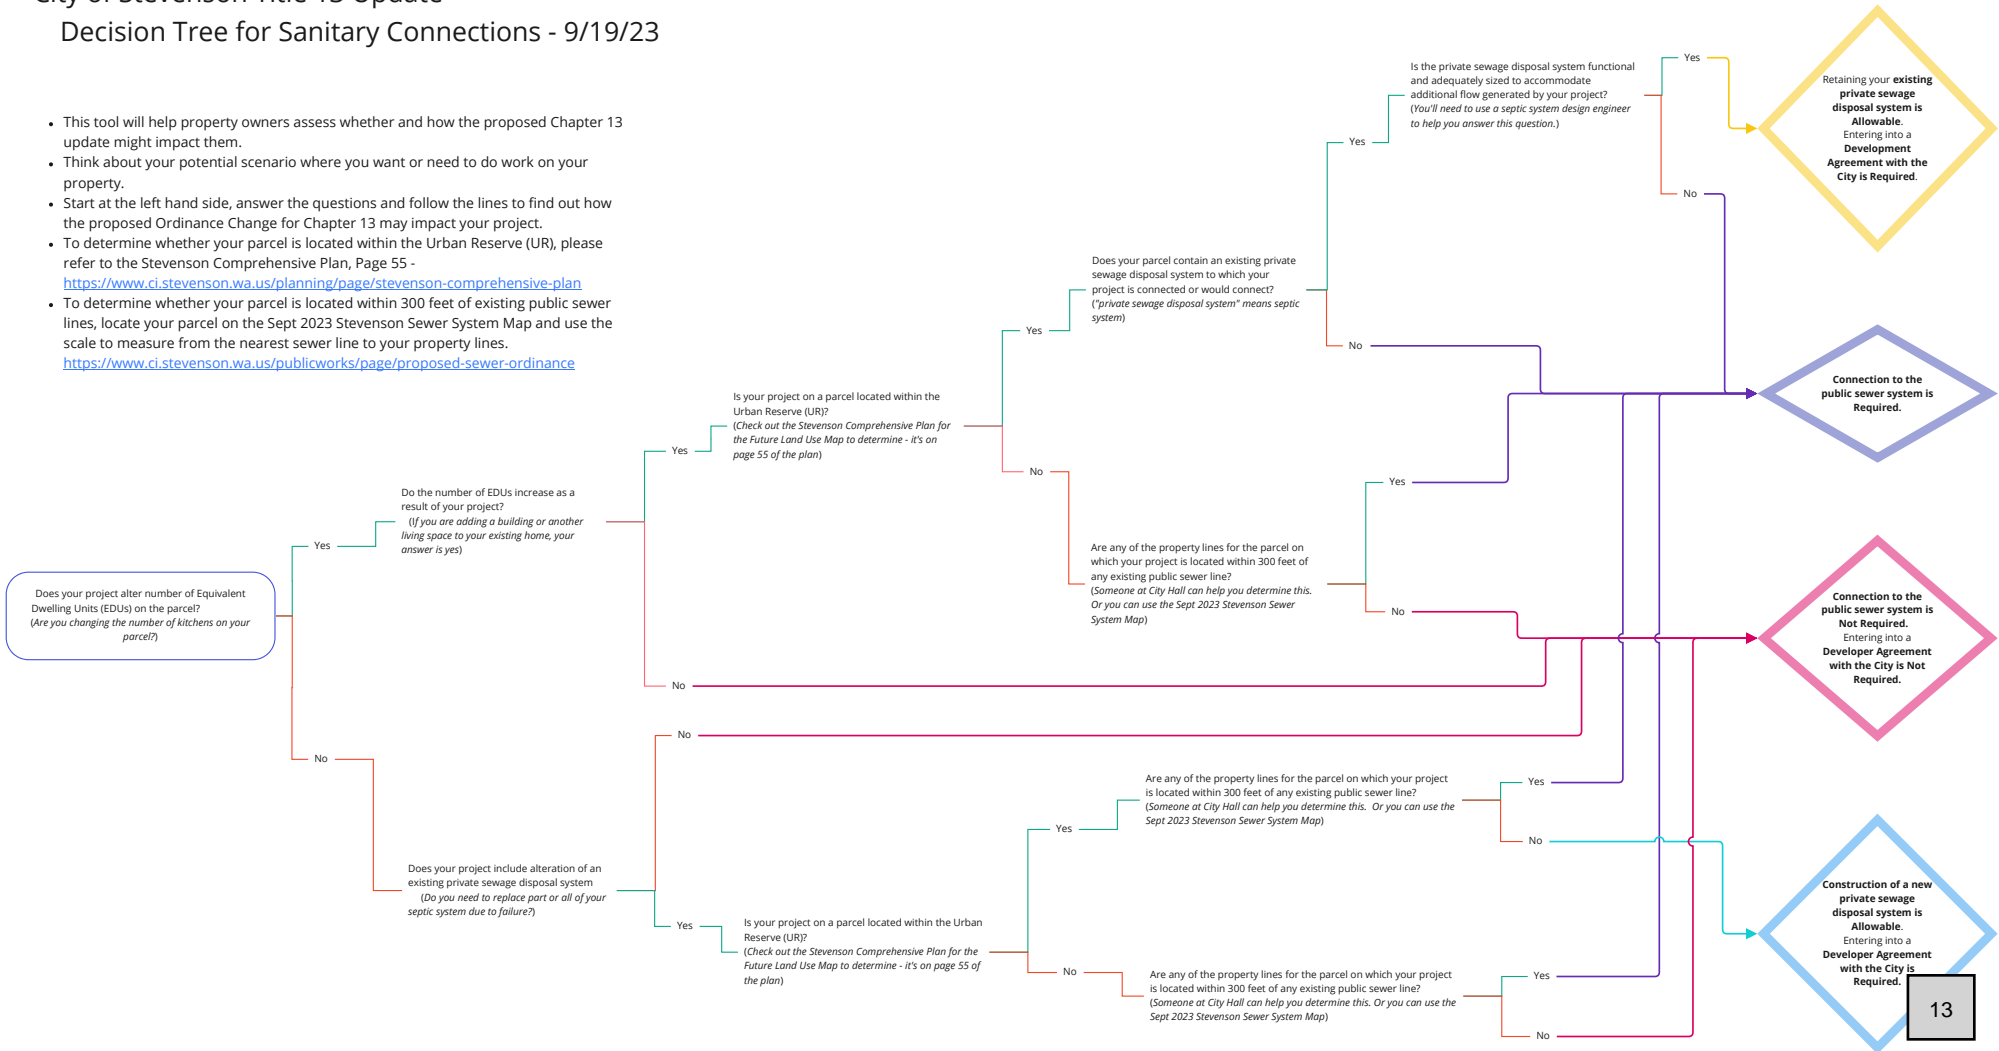 City of Stevenson Title 13 Update
Decision Tree for Sanitary Connections - 9/19/23
• This tool will help property owners assess whether and how the proposed Chapter 13
update might impact them.
• Think about your potential scenario where you want or need to do work on your
property.
• Start at the left hand side, answer the questions and follow the lines to find out how
the proposed Ordinance Change for Chapter 13 may impact your project.
• To determine whether your parcel is located within the Urban Reserve (UR), please
refer to the Stevenson Comprehensive Plan, Page 55 -
https://www.ci.stevenson.wa.us/planning/page/stevenson-comprehensive-plan
• To determine whether your parcel is located within 300 feet of existing public sewer
lines, locate your parcel on the Sept 2023 Stevenson Sewer System Map and use the
scale to measure from the nearest sewer line to your property lines.
https://www.ci.stevenson.wa.us/publicworks/page/proposed-sewer-ordinance
Does your project alter number of Equivalent
Dwelling Units (EDUs) on the parcel?
(Are you changing the number of kitchens on your
parcel?)
Yes
No
Do the number of EDUs increase as a
result of your project?
(If you are adding a building or another
living space to your existing home, your
answer is yes)
Yes
No
Does your project include alteration of an
existing private sewage disposal system
(Do you need to replace part or all of your
septic system due to failure?)
No
Yes
Is your project on a parcel located within the
Urban Reserve (UR)?
(Check out the Stevenson Comprehensive Plan for
the Future Land Use Map to determine - it's on
page 55 of the plan)
Yes
No
Is your project on a parcel located within the Urban
Reserve (UR)?
(Check out the Stevenson Comprehensive Plan for the
Future Land Use Map to determine - it's on page 55 of
the plan)
Yes
No
Does your parcel contain an existing private
sewage disposal system to which your
project is connected or would connect?
("private sewage disposal system" means septic
system)
Yes
No
Are any of the property lines for the parcel on
which your project is located within 300 feet of
any existing public sewer line?
(Someone at City Hall can help you determine this.
Or you can use the Sept 2023 Stevenson Sewer
System Map)
Yes
No
Are any of the property lines for the parcel on which your project
is located within 300 feet of any existing public sewer line?
(Someone at City Hall can help you determine this. Or you can use the
Sept 2023 Stevenson Sewer System Map)
Yes
No
Are any of the property lines for the parcel on which your project
is located within 300 feet of any existing public sewer line?
(Someone at City Hall can help you determine this. Or you can use the
Sept 2023 Stevenson Sewer System Map)
Yes
No
Is the private sewage disposal system functional
and adequately sized to accommodate
additional flow generated by your project?
(You'll need to use a septic system design engineer
to help you answer this question.)
Yes
No
Retaining your existing
private sewage
disposal system is
Allowable.
Entering into a
Development
Agreement with the
City is Required.
Connection to the
public sewer system is
Required.
Connection to the
public sewer system is
Not Required.
Entering into a
Developer Agreement
with the City is Not
Required.
Construction of a new
private sewage
disposal system is
Allowable.
Entering into a
Developer Agreement
with the City is
Required.
13